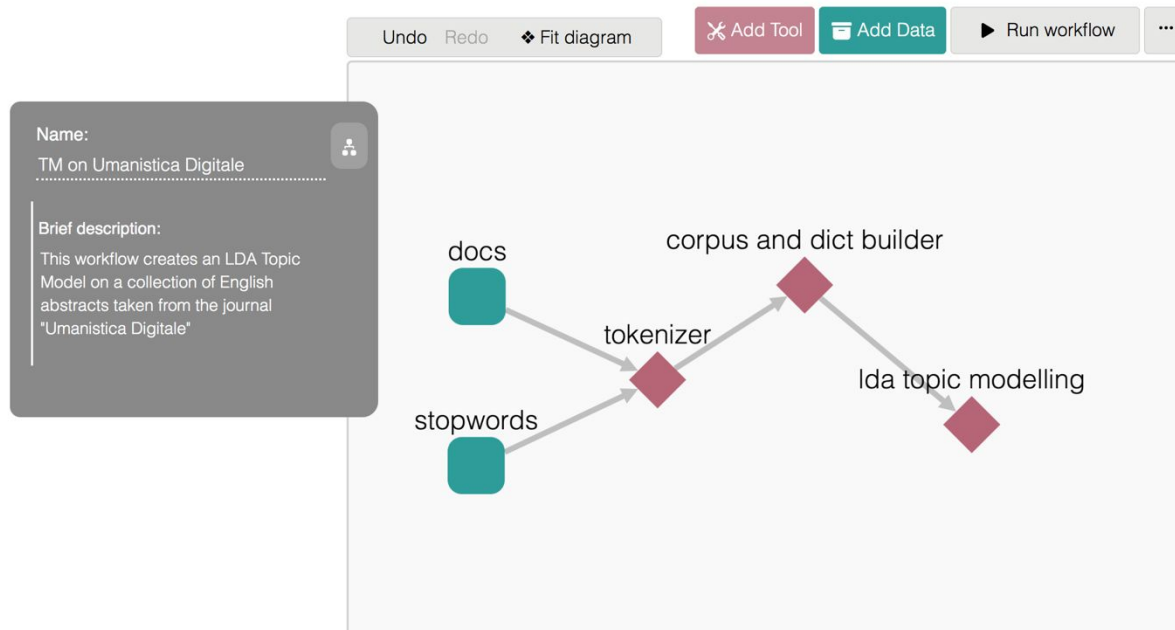 Undo Redo ❖ Fit diagram
Add Tool
Add Data
Run workflow
...
Name:
TM on Umanistica Digitale
Brief description:
This workflow creates an LDA Topic
Model on a collection of English
abstracts taken from the journal
"Umanistica Digitale"
docs
corpus and dict builder
tokenizer
lda topic modelling
stopwords